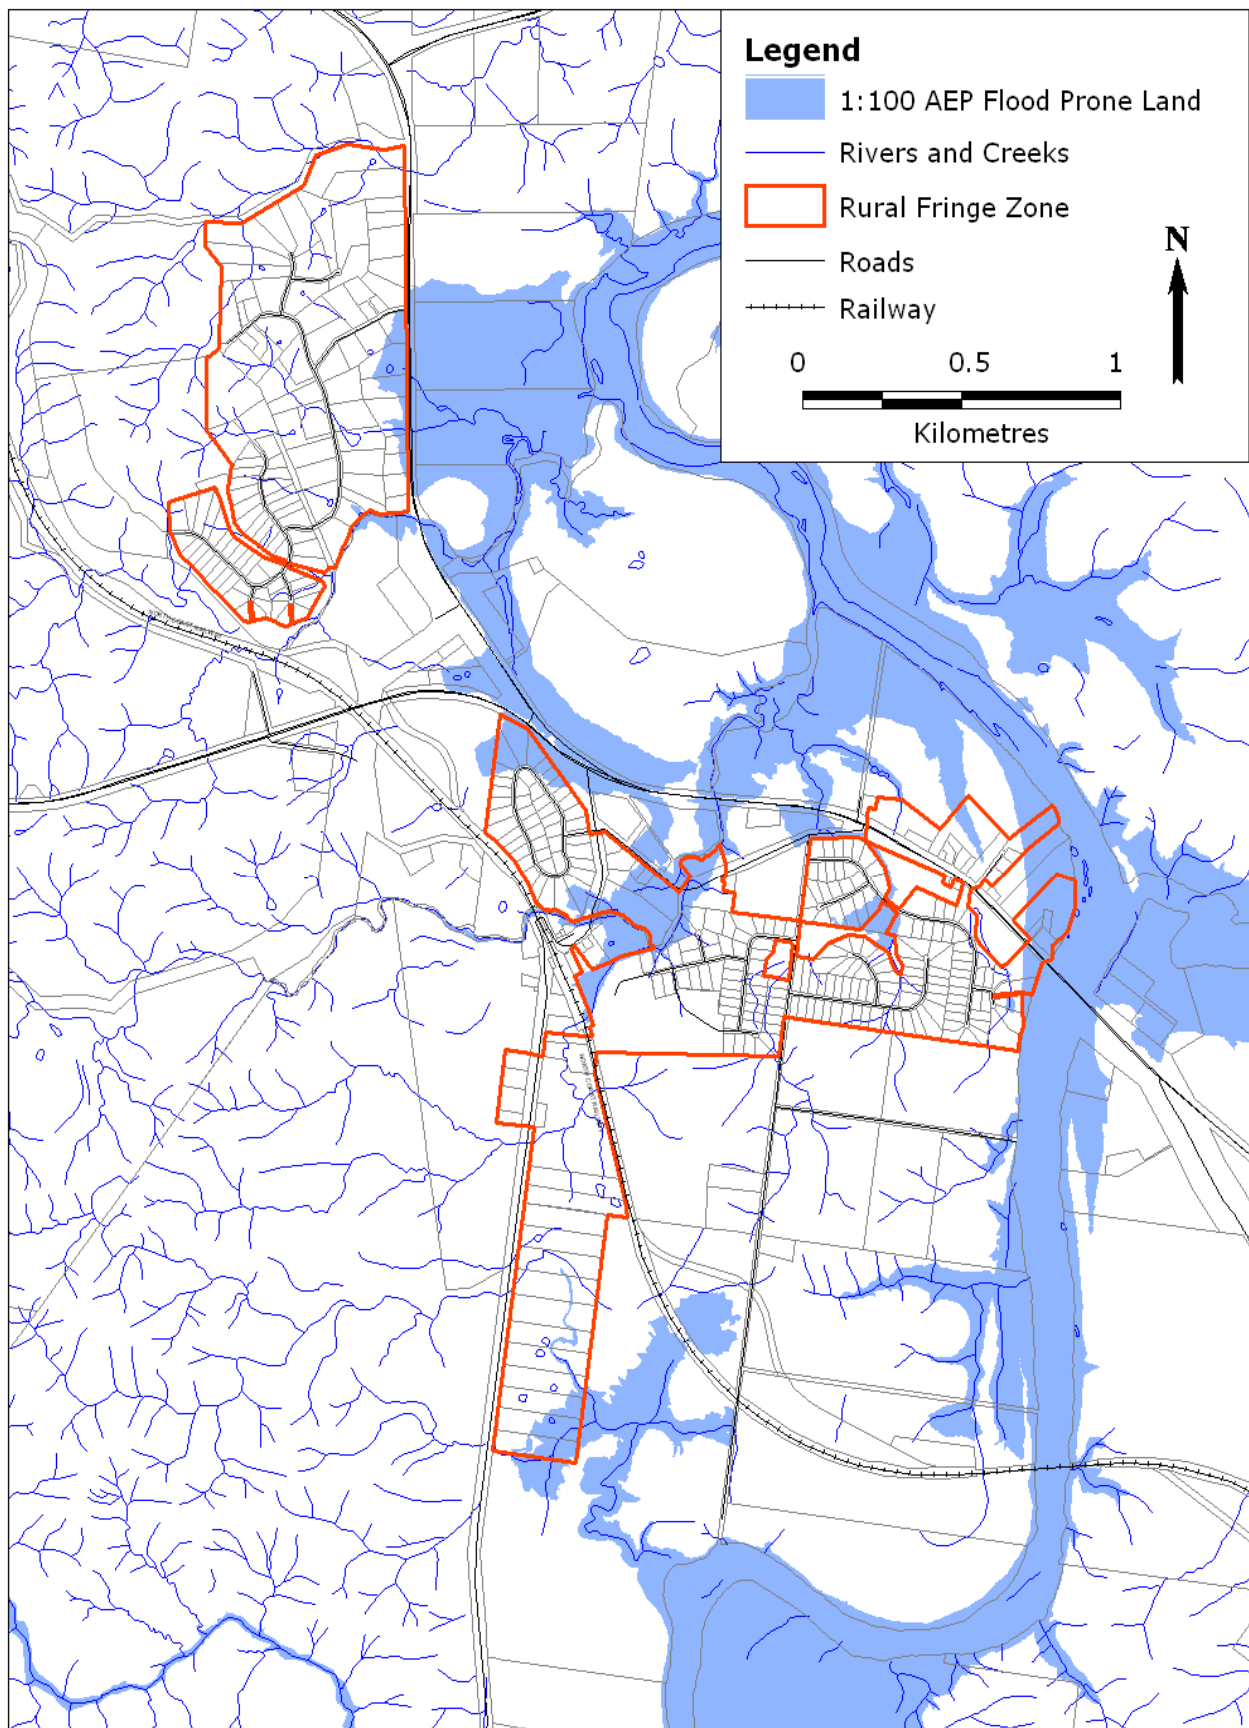 Legend
1:100 AEP Flood Prone Land
Rivers and Creeks
Rural Fringe Zone
N
Roads
Railway
0 0.5 1
Kilometres